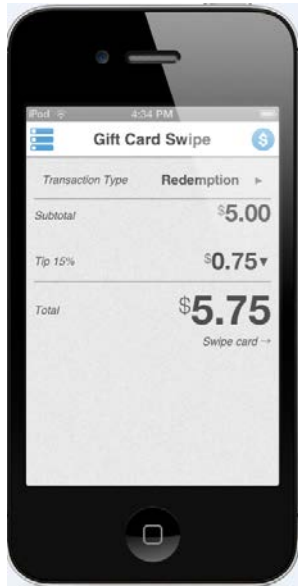 iPod 4:34 PM
Gift Card Swipe $
Transaction Type Redemption ►
Subtotal $5.00
Tip 15% $0.75▼
Total $5.75
Swipe card →